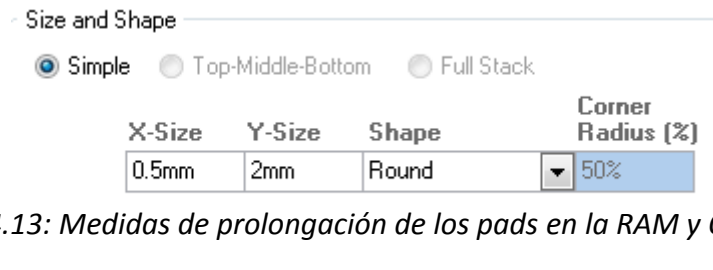 Size and Shape
Simple Top-Middle-Bottom Full Stack
Corner
X-Size Y-Size Shape Radius (%)
0.5mm 2mm Round 50%
.13: Medidas de prolongación de los pads en la RAM y